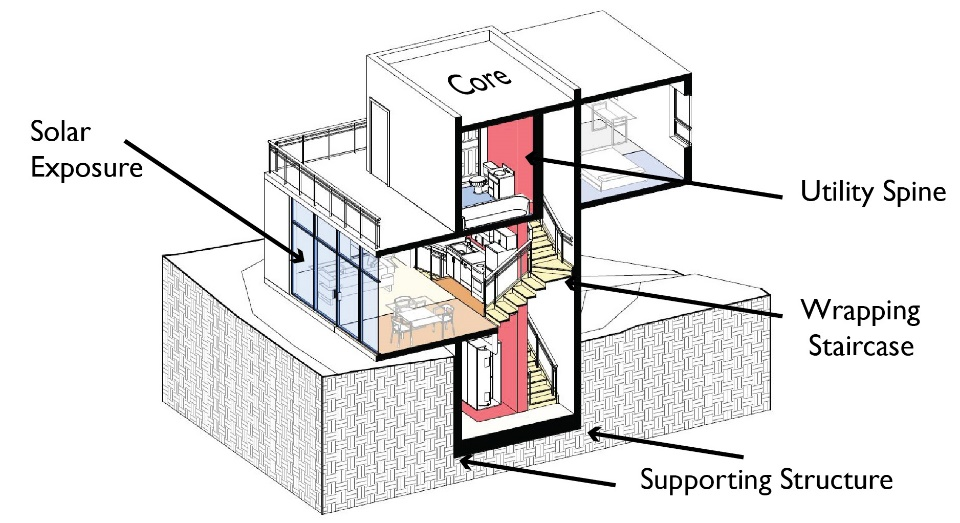 Core
Solar
Exposure
Utility Spine
Wrapping
Staircase
Supporting Structure